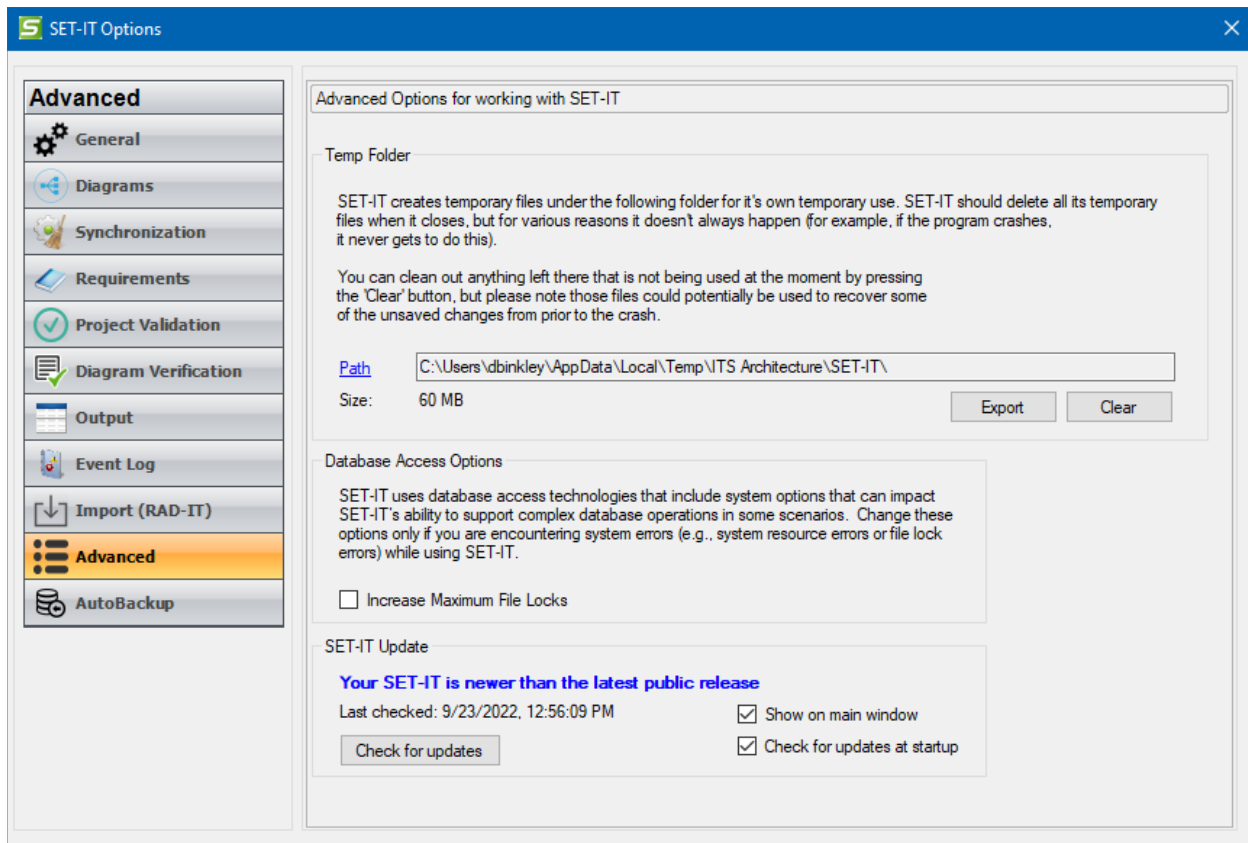 SET-IT Options
Advanced
General
Diagrams
Synchronization
Requirements
Project Validation
Diagram Verification
Output
Event Log
Import (RAD-IT)
Advanced
AutoBackup
Advanced Options for working with SET-IT
Temp Folder
SET-IT creates temporary files under the following folder for it's own temporary use. SET-IT should delete all its temporary
files when it closes, but for various reasons it doesn't always happen (for example, if the program crashes,
it never gets to do this).
You can clean out anything left there that is not being used at the moment by pressing
the 'Clear' button, but please note those files could potentially be used to recover some
of the unsaved changes from prior to the crash.
Path C:\Users\dbinkley\AppData\Local\Temp\ITS Architecture\SET-IT\
Size: 60 MB
Export Clear
Database Access Options
SET-IT uses database access technologies that include system options that can impact
SET-IT's ability to support complex database operations in some scenarios. Change these
options only if you are encountering system errors (e.g., system resource errors or file lock
errors) while using SET-IT.
Increase Maximum File Locks
SET-IT Update
Your SET-IT is newer than the latest public release
Last checked: 9/23/2022, 12:56:09 PM
Show on main window
Check for updates
Check for updates at startup